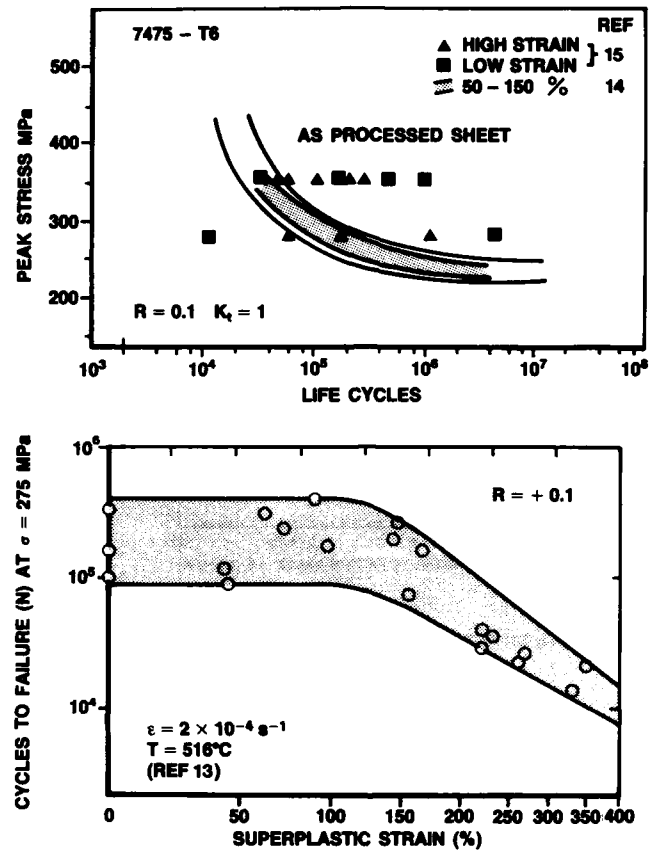 7475 – T6
REF
▲ HIGH STRAIN } 15
■ LOW STRAIN
50 – 150 % 14
AS PROCESSED SHEET
500
400
300
200
PEAK STRESS MPa
R = 0.1 Kt = 1
10³ 10⁴ 10⁵ 10⁶ 10⁷ 10⁸
LIFE CYCLES
10⁶
10⁵
10⁴
CYCLES TO FAILURE (N) AT σ = 275 MPa
R = + 0.1
ε = 2 × 10⁻⁴ s⁻¹
T = 516°C
(REF 13)
0 50 100 150 200 250 300 350 400
SUPERPLASTIC STRAIN (%)